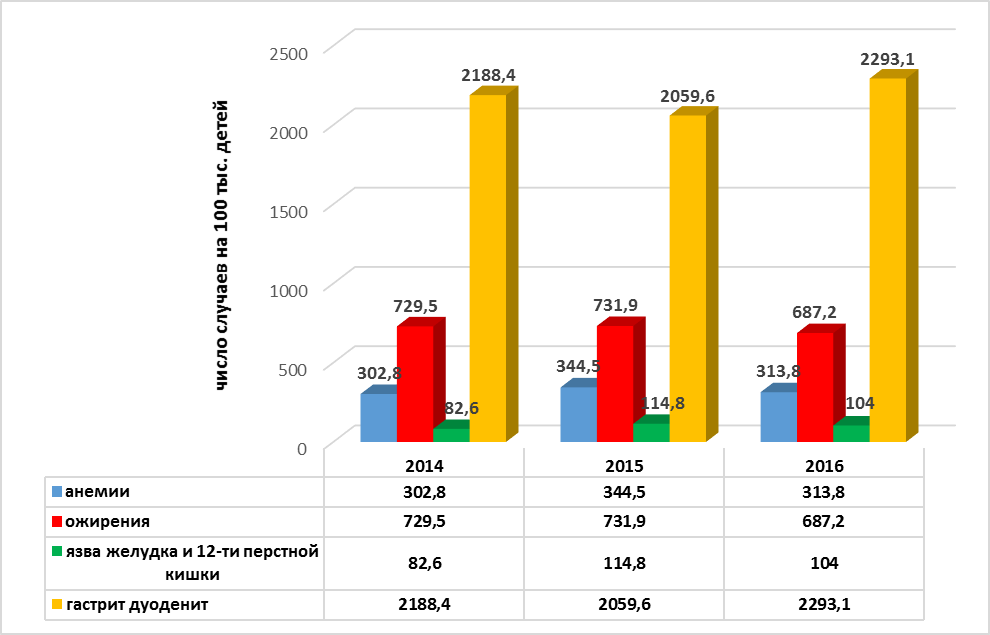 число случаев на 100 тыс. детей
2500
2000
1500
1000
500
0
302,8
729,5
82,6
2188,4
344,5
731,9
114,8
2059,6
313,8
687,2
104
2293,1
2014 2015 2016
анемии 302,8 344,5 313,8
ожирения 729,5 731,9 687,2
язва желудка и 12-ти перстной
кишки 82,6 114,8 104
гастрит дуоденит 2188,4 2059,6 2293,1